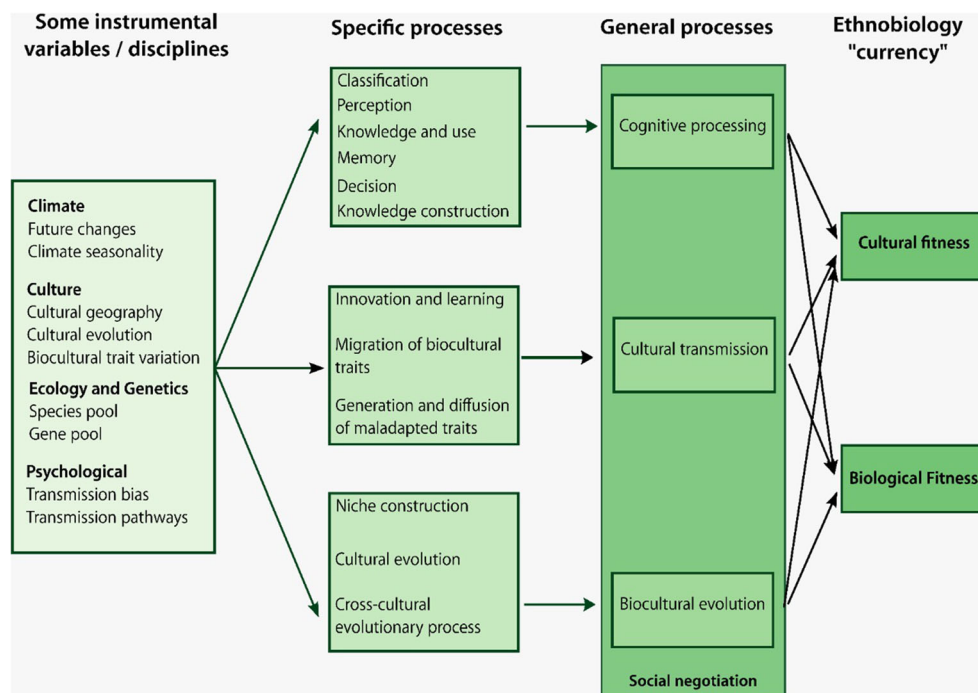 Some instrumental
variables / disciplines
Specific processes
General processes
Ethnobiology
"currency"
Climate
Future changes
Climate seasonality
Culture
Cultural geography
Cultural evolution
Biocultural trait variation
Ecology and Genetics
Species pool
Gene pool
Psychological
Transmission bias
Transmission pathways
Classification
Perception
Knowledge and use
Memory
Decision
Knowledge construction
Innovation and learning
Migration of biocultural
traits
Generation and diffusion
of maladapted traits
Niche construction
Cultural evolution
Cross-cultural
evolutionary process
Cognitive processing
Cultural transmission
Biocultural evolution
Social negotiation
Cultural fitness
Biological Fitness